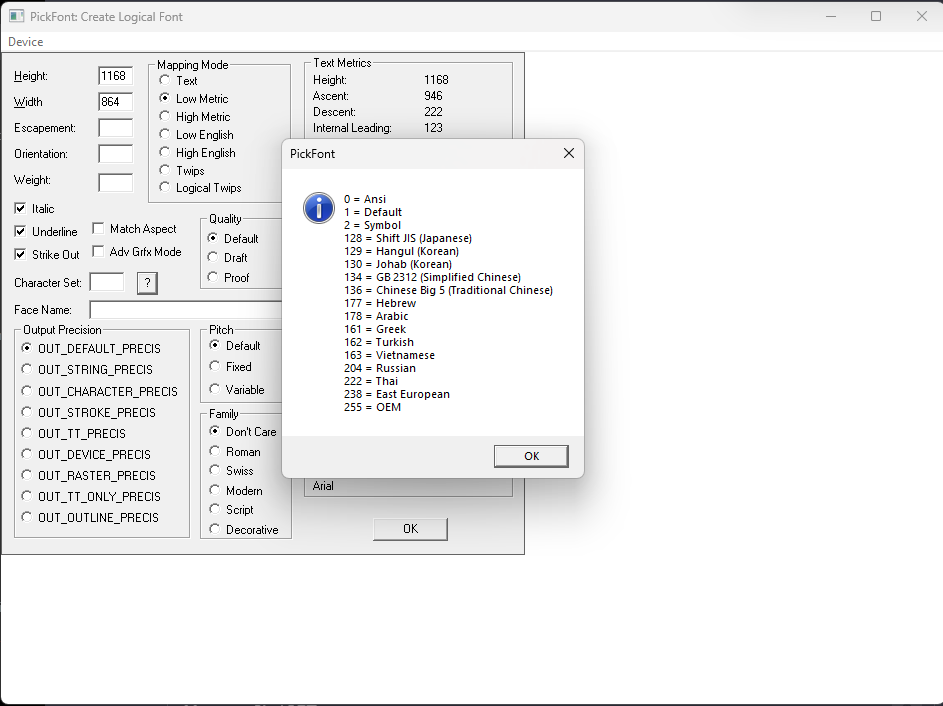 PickFont: Create Logical Font
Device
Height: 1168
Width 864
Escapement:
Orientation:
Weight:
Italic
Underline
Strike Out
Match Aspect
Adv Grfx Mode
Character Set: ?
Face Name:
Mapping Mode
Text
Low Metric
High Metric
Low English
High English
Twips
Logical Twips
Text Metrics
Height: 1168
Ascent: 946
Descent: 222
Internal Leading: 123
Quality
Default
Draft
Proof
Output Precision
OUT_DEFAULT_PRECIS
OUT_STRING_PRECIS
OUT_CHARACTER_PRECIS
OUT_STROKE_PRECIS
OUT_TT_PRECIS
OUT_DEVICE_PRECIS
OUT_RASTER_PRECIS
OUT_TT_ONLY_PRECIS
OUT_OUTLINE_PRECIS
Pitch
Default
Fixed
Variable
Family
Don't Care
Roman
Swiss
Modern
Script
Decorative
Arial
OK
PickFont
0 = Ansi
1 = Default
2 = Symbol
128 = Shift JIS (Japanese)
129 = Hangul (Korean)
130 = Johab (Korean)
134 = GB 2312 (Simplified Chinese)
136 = Chinese Big 5 (Traditional Chinese)
177 = Hebrew
178 = Arabic
161 = Greek
162 = Turkish
163 = Vietnamese
204 = Russian
222 = Thai
238 = East European
255 = OEM
OK